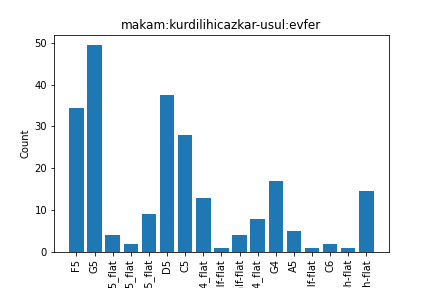 makam:kurdilihicazkar-usul:evfer
Count
50
40
30
20
10
0
F5
G5
5_flat
5_flat
5_flat
D5
C5
4_flat
lf-flat
lf-flat
4_flat
G4
A5
lf-flat
C6
h-flat
h-flat